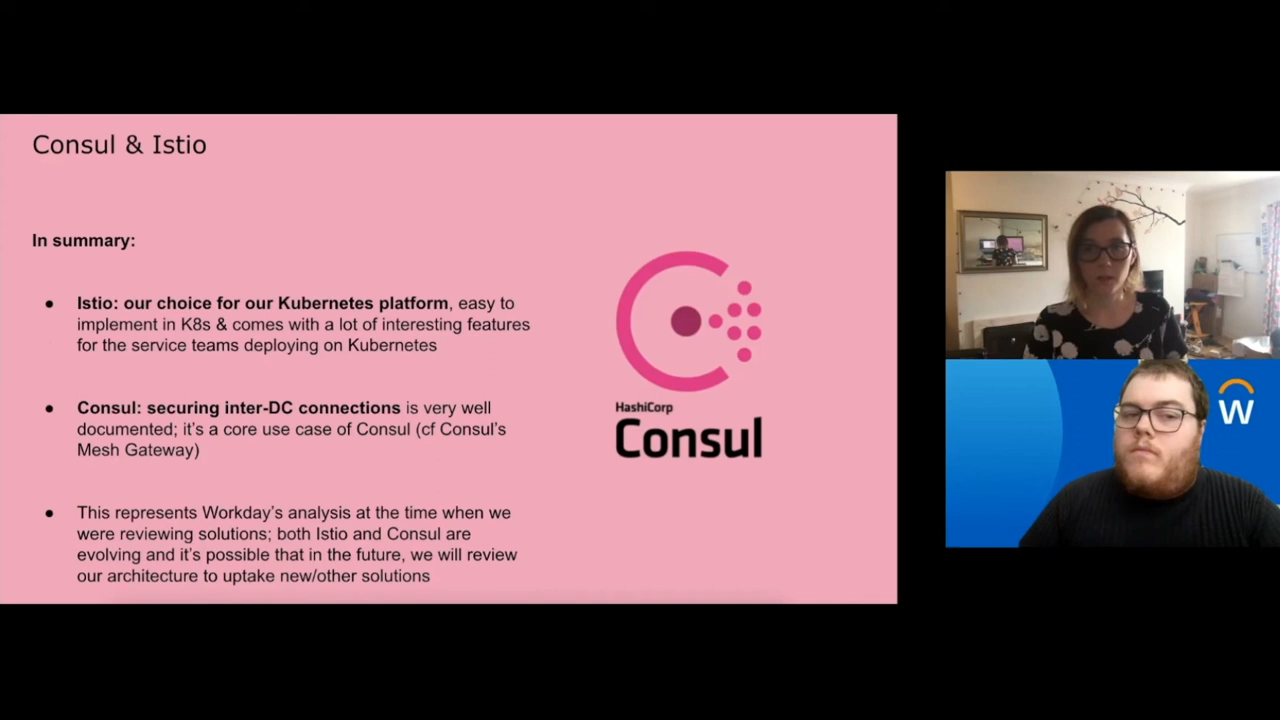 Consul & Istio
In summary:
● Istio: our choice for our Kubernetes platform, easy to
implement in K8s & comes with a lot of interesting features
for the service teams deploying on Kubernetes
● Consul: securing inter-DC connections is very well
documented; it's a core use case of Consul (cf Consul's
Mesh Gateway)
● This represents Workday's analysis at the time when we
were reviewing solutions; both Istio and Consul are
evolving and it's possible that in the future, we will review
our architecture to uptake new/other solutions
HashiCorp
Consul
W